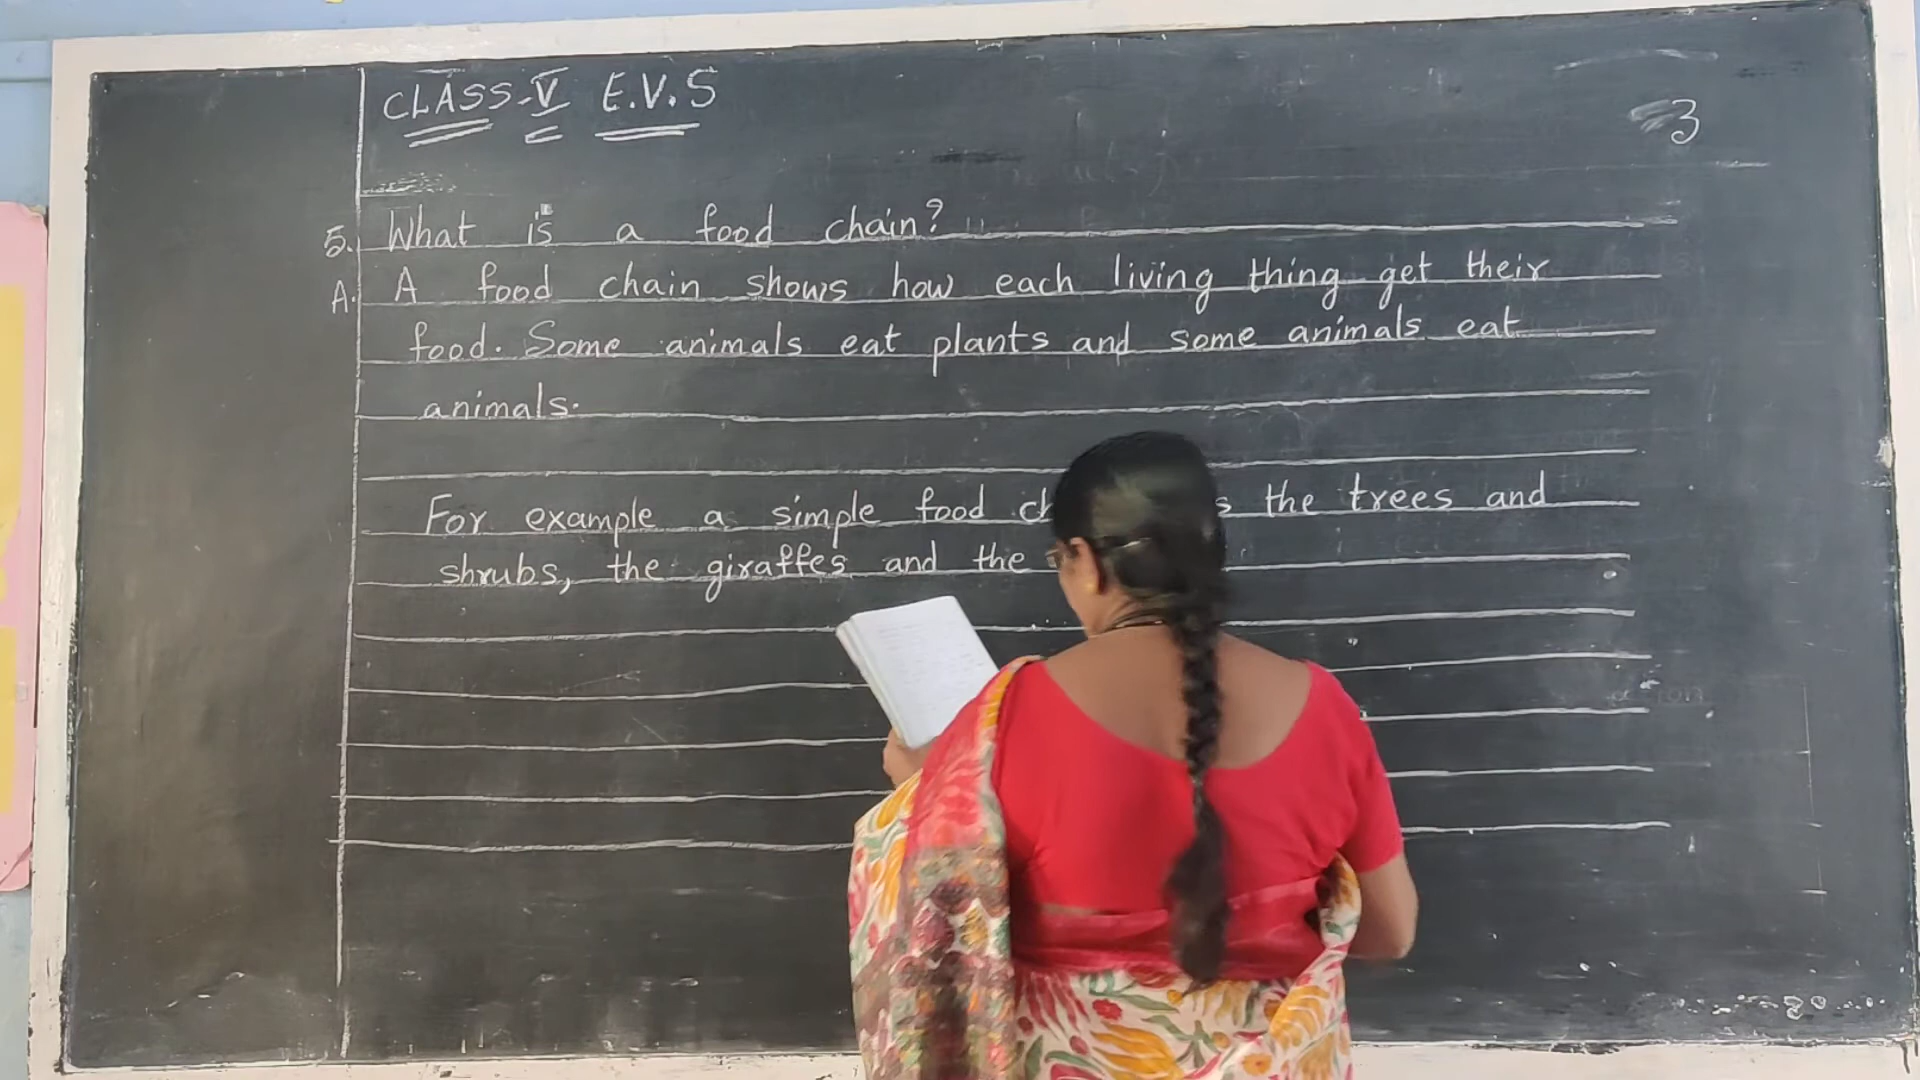 CLASS-V E.V.S
3
5. What is a food chain?
A. A food chain shows how each living thing get their
food. Some animals eat plants and some animals eat
animals.
For example a simple food the trees and
shrubs, the giraffes and the